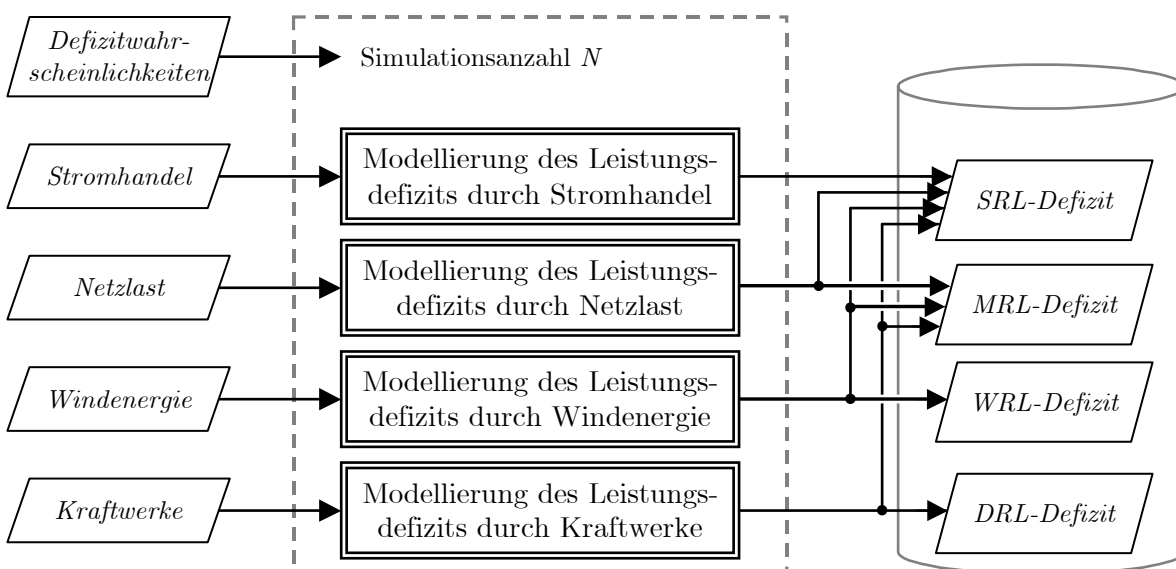 Defizitwahr-
scheinlichkeiten
Simulationsanzahl N
Stromhandel
Modellierung des Leistungs-
defizits durch Stromhandel
SRL-Defizit
Netzlast
Modellierung des Leistungs-
defizits durch Netzlast
MRL-Defizit
Windenergie
Modellierung des Leistungs-
defizits durch Windenergie
WRL-Defizit
Kraftwerke
Modellierung des Leistungs-
defizits durch Kraftwerke
DRL-Defizit